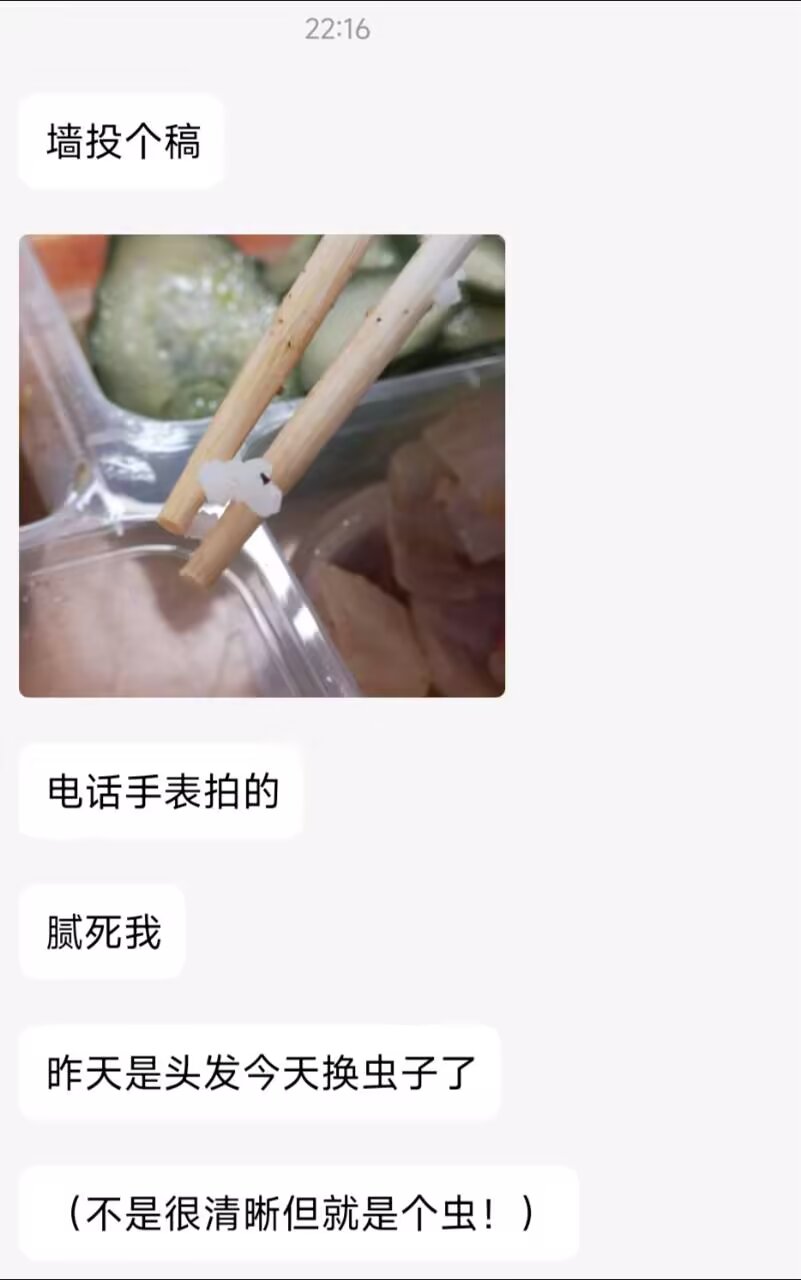 22:16
墙投个稿
电话手表拍的
腻死我
昨天是头发今天换虫子了
（不是很清晰但就是个虫！）